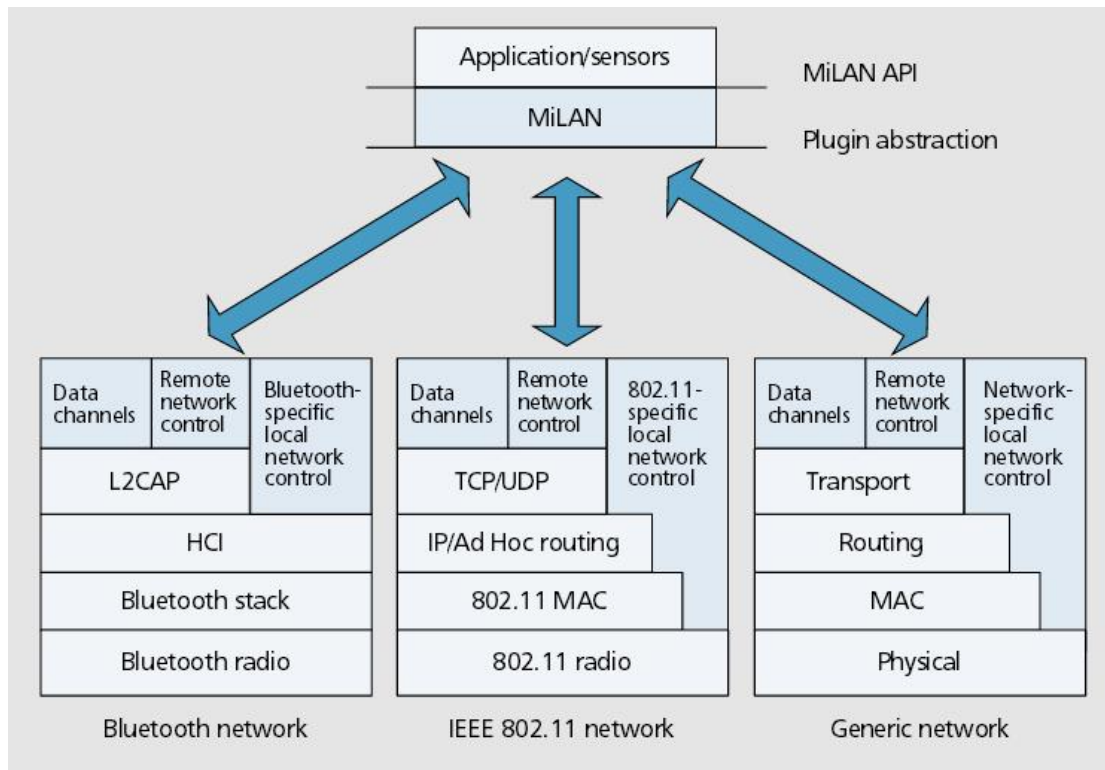 Application/sensors
MiLAN API
MiLAN
Plugin abstraction
Data
channels
Remote
network
control
Bluetooth-
specific
local
network
control
L2CAP
HCI
Bluetooth stack
Bluetooth radio
Bluetooth network
Data
channels
Remote
network
control
802.11-
specific
local
network
control
TCP/UDP
IP/Ad Hoc routing
802.11 MAC
802.11 radio
IEEE 802.11 network
Data
channels
Remote
network
control
Network-
specific
local
network
control
Transport
Routing
MAC
Physical
Generic network